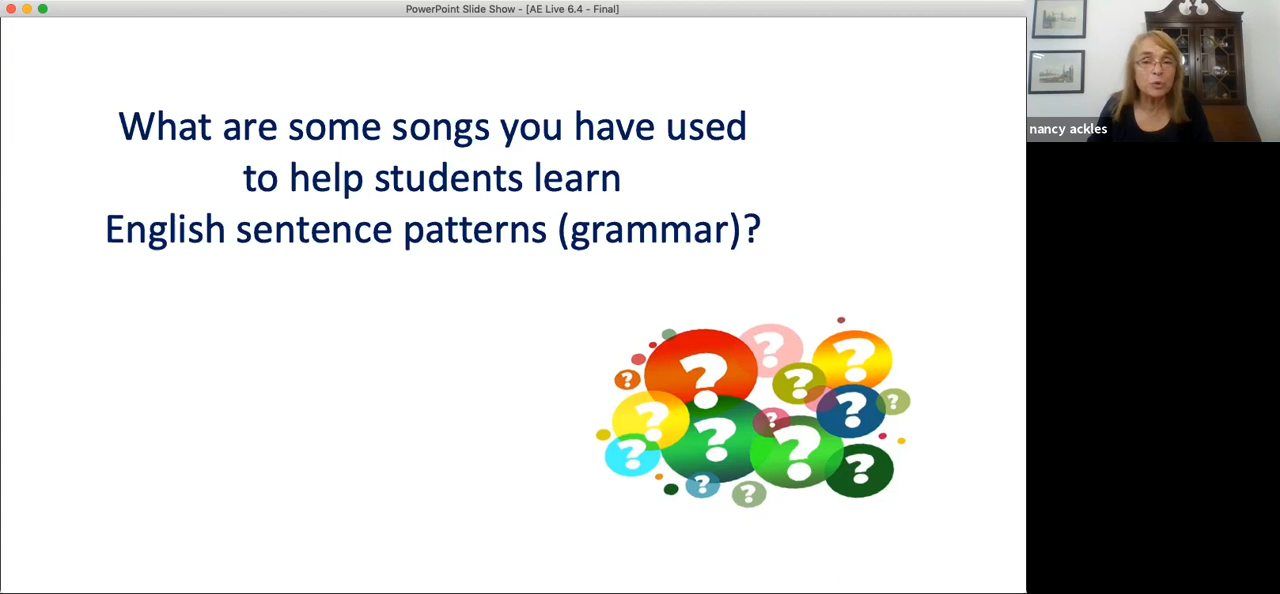 PowerPoint Slide Show - [AE Live 6.4 - Final]
What are some songs you have used
to help students learn
English sentence patterns (grammar)?
nancy ackles
? ? ? ? ? ? ? ? ? ? ? ? ? ?